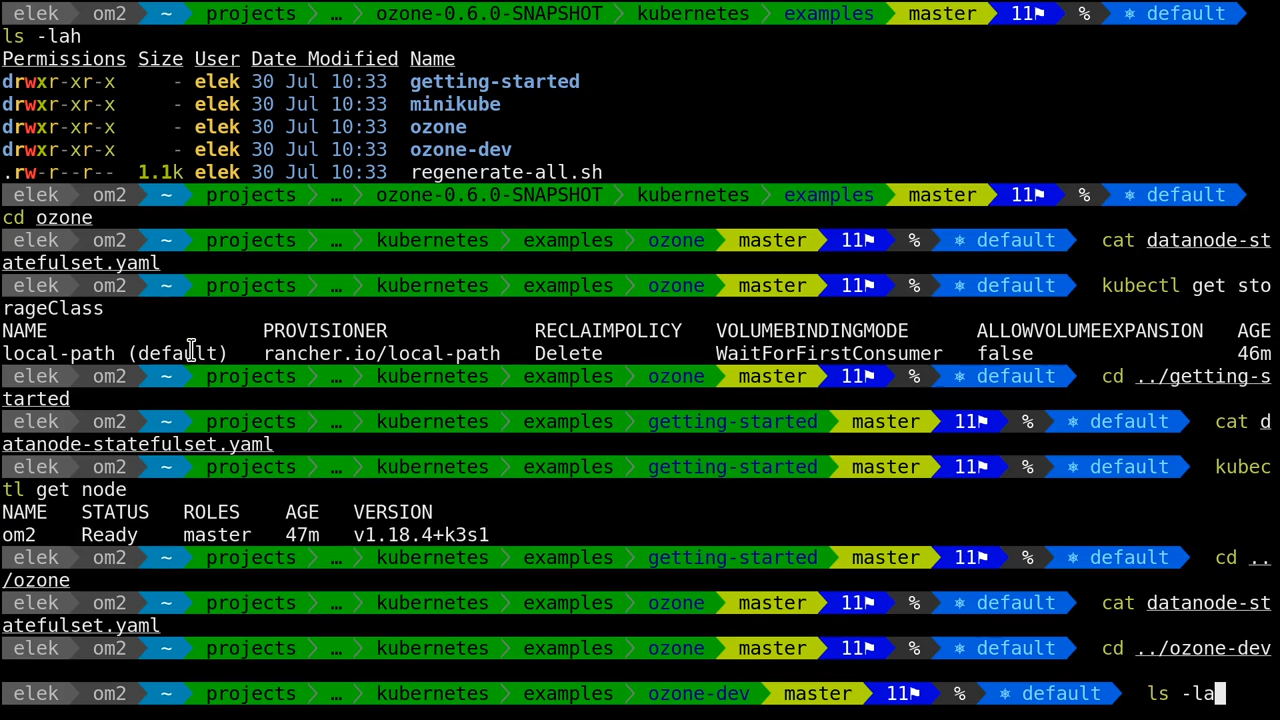 elek om2 ~ projects … ozone-0.6.0-SNAPSHOT kubernetes examples master 11⚑ % ⎈ default
ls -lah
Permissions Size User Date Modified Name
drwxr-xr-x - elek 30 Jul 10:33 getting-started
drwxr-xr-x - elek 30 Jul 10:33 minikube
drwxr-xr-x - elek 30 Jul 10:33 ozone
drwxr-xr-x - elek 30 Jul 10:33 ozone-dev
.rw-r--r-- 1.1k elek 30 Jul 10:33 regenerate-all.sh
elek om2 ~ projects … ozone-0.6.0-SNAPSHOT kubernetes examples master 11⚑ % ⎈ default
cd ozone
elek om2 ~ projects … kubernetes examples ozone master 11⚑ % ⎈ default cat datanode-st
atefulset.yaml
elek om2 ~ projects … kubernetes examples ozone master 11⚑ % ⎈ default kubectl get sto
rageClass
NAME PROVISIONER RECLAIMPOLICY VOLUMEBINDINGMODE ALLOWVOLUMEEXPANSION AGE
local-path (default) rancher.io/local-path Delete WaitForFirstConsumer false 46m
elek om2 ~ projects … kubernetes examples ozone master 11⚑ % ⎈ default cd ../getting-s
tarted
elek om2 ~ projects … kubernetes examples getting-started master 11⚑ % ⎈ default cat d
atanode-statefulset.yaml
elek om2 ~ projects … kubernetes examples getting-started master 11⚑ % ⎈ default kubec
tl get node
NAME STATUS ROLES AGE VERSION
om2 Ready master 47m v1.18.4+k3s1
elek om2 ~ projects … kubernetes examples getting-started master 11⚑ % ⎈ default cd ..
/ozone
elek om2 ~ projects … kubernetes examples ozone master 11⚑ % ⎈ default cat datanode-st
atefulset.yaml
elek om2 ~ projects … kubernetes examples ozone master 11⚑ % ⎈ default cd ../ozone-dev
elek om2 ~ projects … kubernetes examples ozone-dev master 11⚑ % ⎈ default ls -la